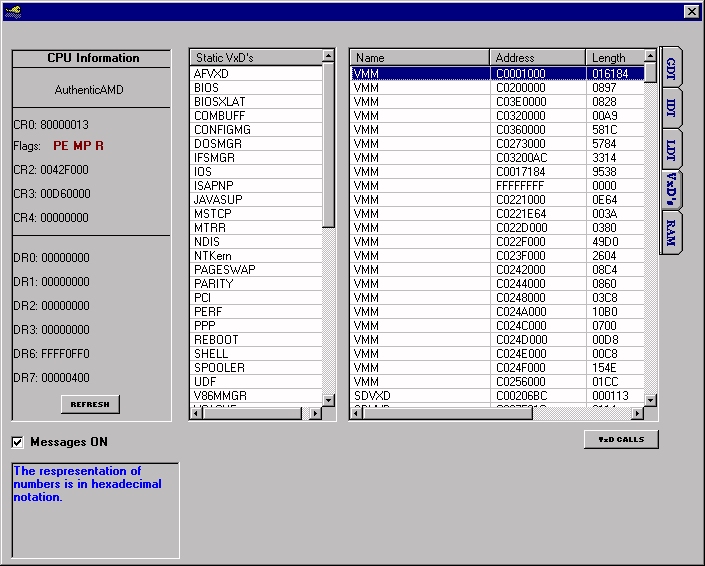 CPU Information
AuthenticAMD
CR0: 80000013
Flags: PE MP R
CR2: 0042F000
CR3: 00D60000
CR4: 00000000
DR0: 00000000
DR1: 00000000
DR2: 00000000
DR3: 00000000
DR6: FFFF0FF0
DR7: 00000400
REFRESH
Messages ON
The respresentation of
numbers is in hexadecimal
notation.
Static VxD's
AFVXD
BIOS
BIOSXLAT
COMBUFF
CONFIGMG
DOSMGR
IFSMGR
IOS
ISAPNP
JAVASUP
MSTCP
MTRR
NDIS
NTKern
PAGESWAP
PARITY
PCI
PERF
PPP
REBOOT
SHELL
SPOOLER
UDF
V86MMGR
Name Address Length
VMM C0001000 016184
VMM C0200000 0897
VMM C03E0000 0828
VMM C0320000 00A9
VMM C0360000 581C
VMM C0273000 5784
VMM C03200AC 3314
VMM C0017184 9538
VMM FFFFFFFF 0000
VMM C0221000 0E64
VMM C0221E64 003A
VMM C022D000 0380
VMM C022F000 49D0
VMM C023F000 2604
VMM C0242000 08C4
VMM C0244000 0860
VMM C0248000 03C8
VMM C024A000 10B0
VMM C024C000 0700
VMM C024D000 00D8
VMM C024E000 00C8
VMM C024F000 154E
VMM C0256000 01CC
SDVXD C00206BC 000113
GDT
IDT
LDT
VxD's
RAM
VxD CALLS